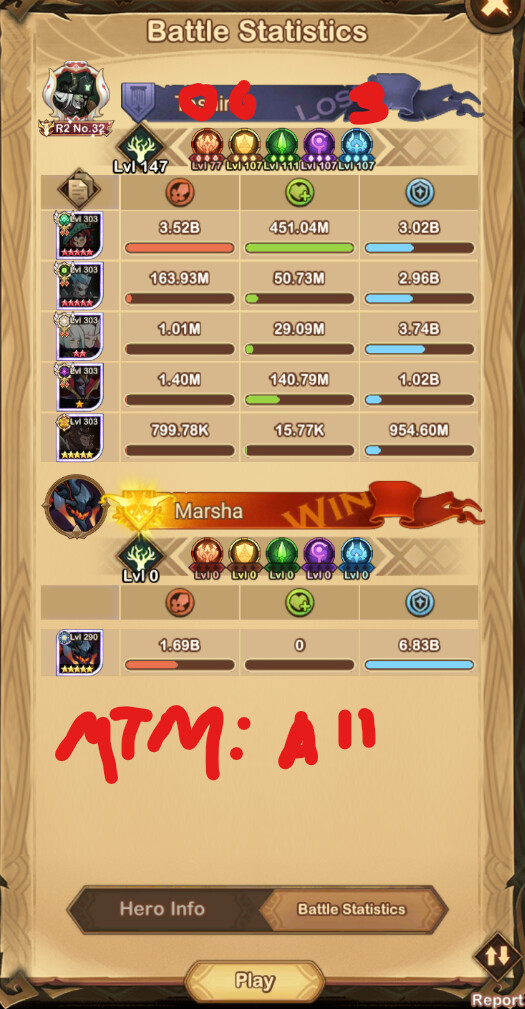 Battle Statistics
06 3
LOS
R2 No.32
Lvl 147
Lvl 77 Lvl 107 Lvl 111 Lvl 107 Lvl 107
Lvl 303 3.52B 451.04M 3.02B
Lvl 303 163.93M 50.73M 2.96B
Lvl 303 1.01M 29.09M 3.74B
Lvl 303 1.40M 140.79M 1.02B
Lvl 303 799.78K 15.77K 954.60M
Marsha WIN
Lvl 0
Lvl 0 Lvl 0 Lvl 0 Lvl 0 Lvl 0
Lvl 290 1.69B 0 6.83B
MTM: All
Hero Info Battle Statistics
Play
Report